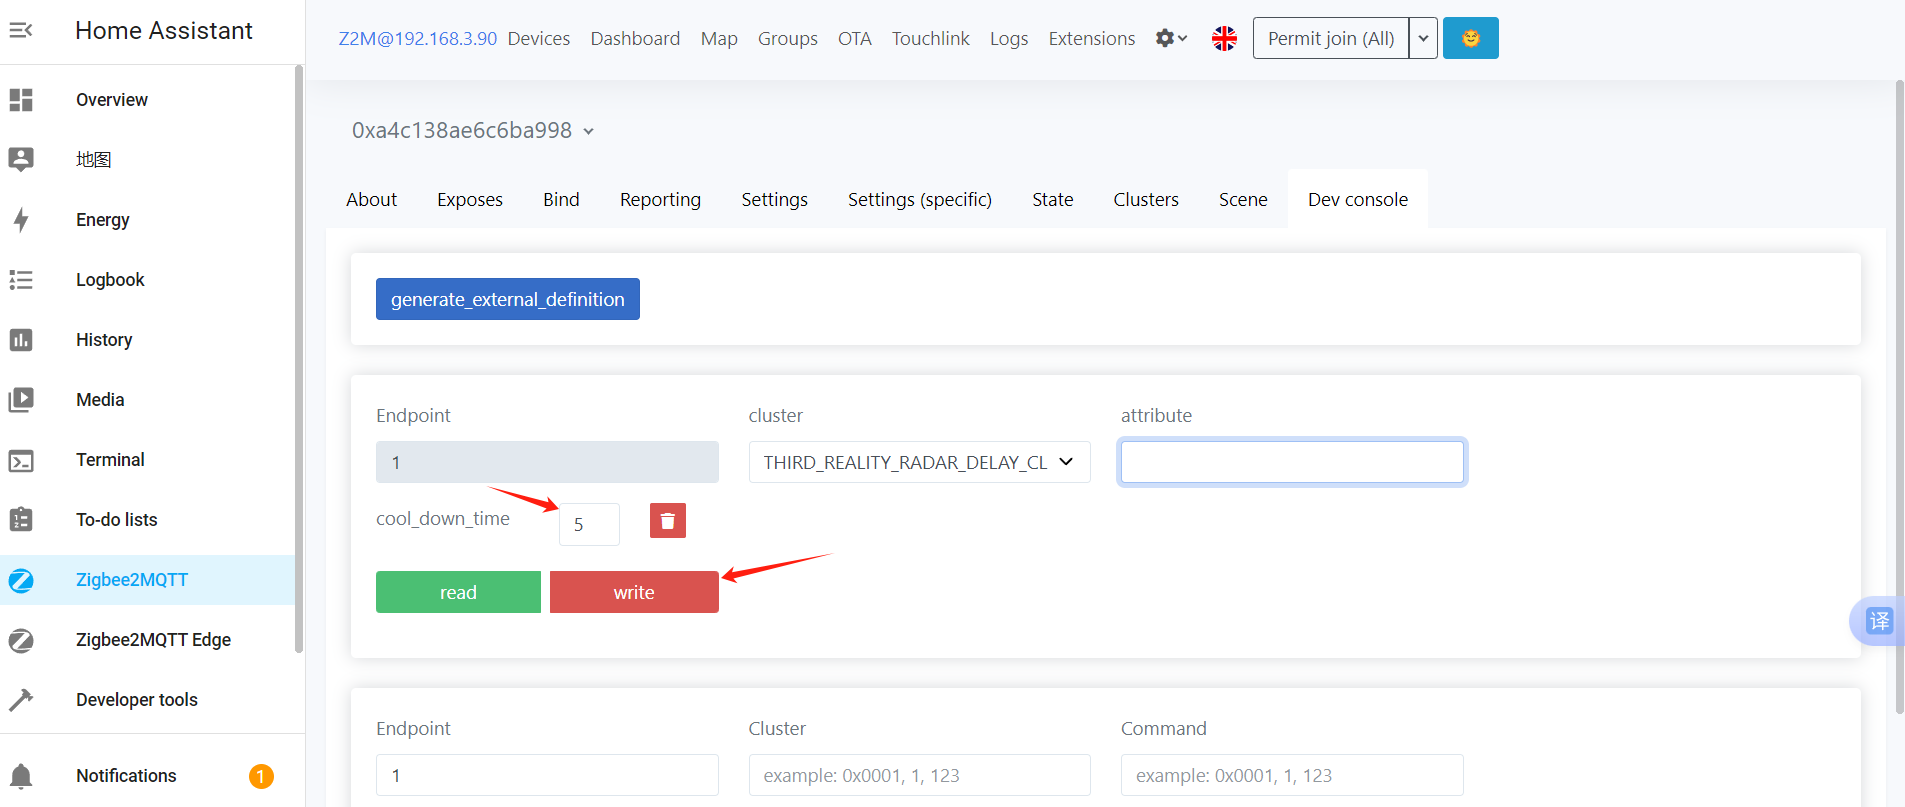 Home Assistant
Overview
地图
Energy
Logbook
History
Media
Terminal
To-do lists
Zigbee2MQTT
Zigbee2MQTT Edge
Developer tools
Notifications 1
Z2M@192.168.3.90 Devices Dashboard Map Groups OTA Touchlink Logs Extensions Permit join (All)
0xa4c138ae6c6ba998
About Exposes Bind Reporting Settings Settings (specific) State Clusters Scene Dev console
generate_external_definition
Endpoint cluster attribute
1 THIRD_REALITY_RADAR_DELAY_CL
cool_down_time 5
read write
译
Endpoint Cluster Command
1 example: 0x0001, 1, 123 example: 0x0001, 1, 123